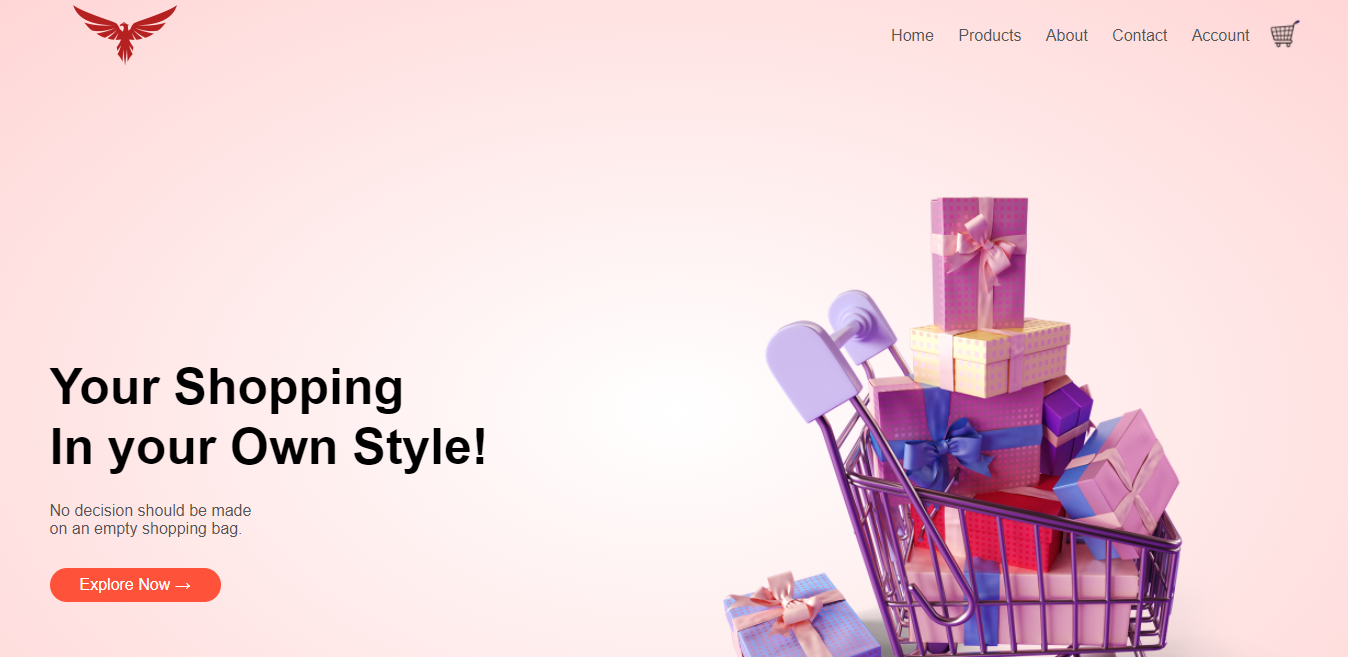 Home Products About Contact Account
Your Shopping
In your Own Style!
No decision should be made
on an empty shopping bag.
Explore Now →